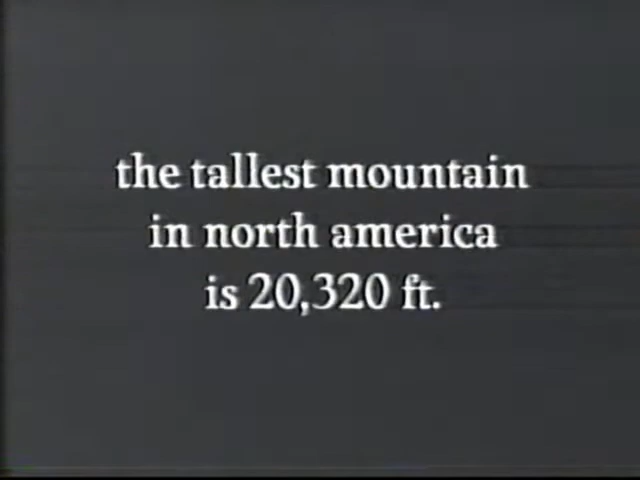 the tallest mountain
in north america
is 20,320 ft.